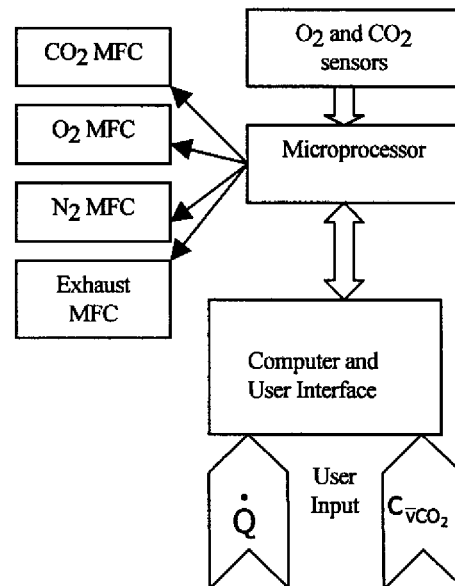 CO₂ MFC
O₂ MFC
N₂ MFC
Exhaust
MFC
O₂ and CO₂
sensors
Microprocessor
Computer and
User Interface
User
Input
Q̇
C_v̄CO₂